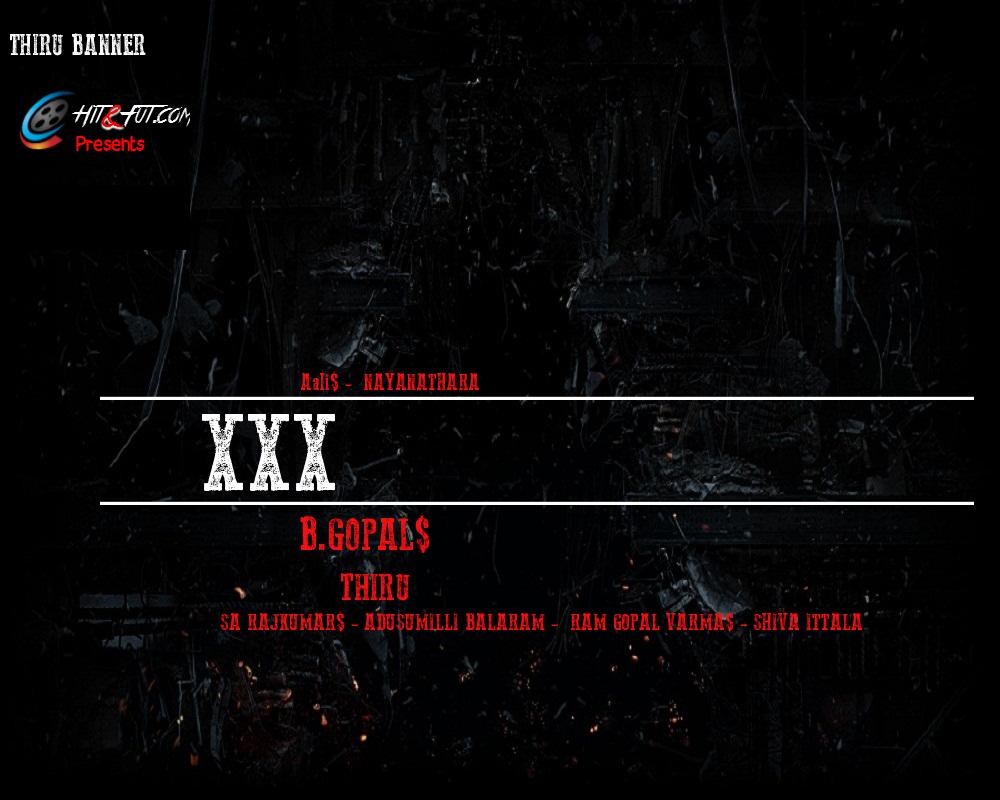 THIRU BANNER
HIT&FUT.COM
Presents
Aali$ - NAYANATHARA
XXX
B.GOPAL$
THIRU
SA RAJKUMAR$ - ADUSUMILLI BALARAM - RAM GOPAL VARMA$ - SHIVA ITTALA